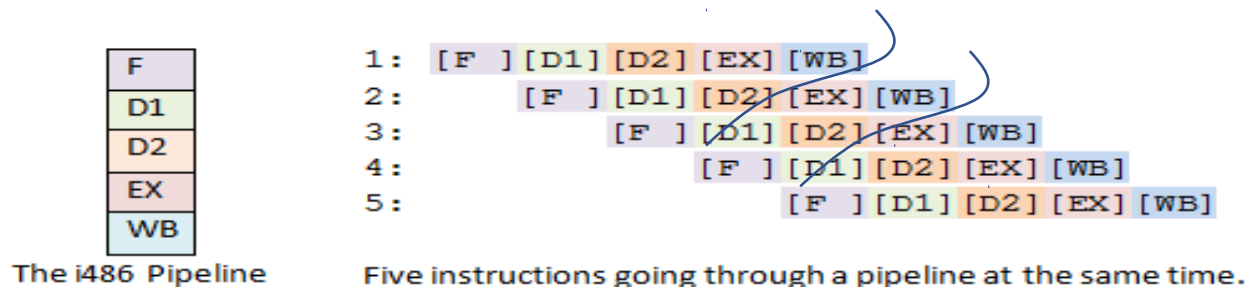 F
D1
D2
EX
WB
The i486 Pipeline
1: [F ][D1][D2][EX][WB]
2: [F ][D1][D2][EX][WB]
3: [F ][D1][D2][EX][WB]
4: [F ][D1][D2][EX][WB]
5: [F ][D1][D2][EX][WB]
Five instructions going through a pipeline at the same time.